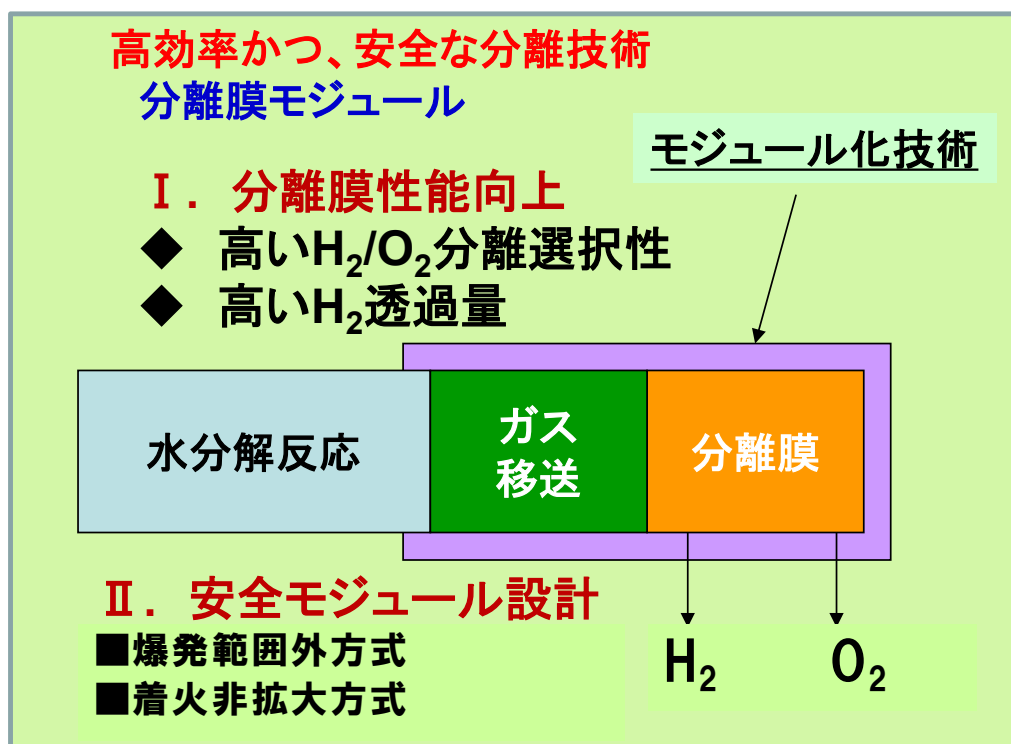 高効率かつ、安全な分離技術
分離膜モジュール
モジュール化技術
Ⅰ．分離膜性能向上
◆ 高いH₂/O₂分離選択性
◆ 高いH₂透過量
水分解反応
ガス
移送
分離膜
Ⅱ．安全モジュール設計
■爆発範囲外方式
■着火非拡大方式
H₂ O₂